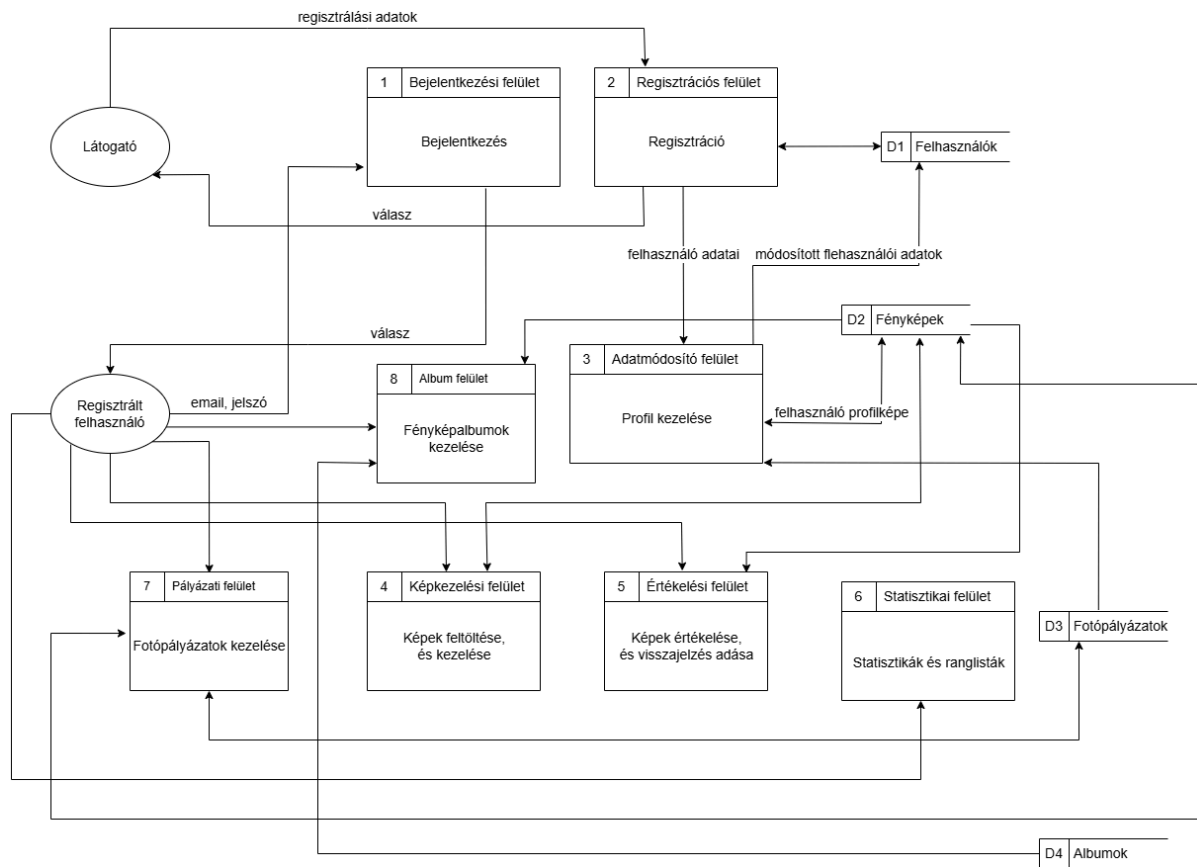 regisztrálási adatok
1
Bejelentkezési felület
2
Regisztrációs felület
Látogató
Bejelentkezés
Regisztráció
D1
Felhasználók
válasz
felhasználó adatai
módosított flehasználói adatok
D2
Fényképek
válasz
3
Adatmódosító felület
8
Album felület
Regisztrált
felhasználó
email, jelszó
Fényképalbumok
kezelése
Profil kezelése
felhasználó profilképe
7
Pályázati felület
4
Képkezelési felület
5
Értékelési felület
6
Statisztikai felület
D3
Fotópályázatok
Fotópályázatok kezelése
Képek feltöltése,
és kezelése
Képek értékelése,
és visszajelzés adása
Statisztikák és ranglisták
D4
Albumok